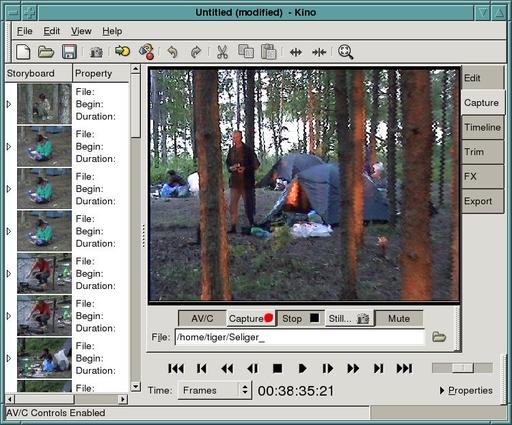 Untitled (modified) - Kino
File Edit View Help
Storyboard Property
File:
Begin:
Duration:
File:
Begin:
Duration:
File:
Begin:
Duration:
File:
Begin:
Duration:
File:
Begin:
Duration:
File:
Begin:
Duration:
File:
Begin:
Duration:
File:
Edit
Capture
Timeline
Trim
FX
Export
AV/C Capture Stop Still... Mute
File: /home/tiger/Seliger_
Time: Frames 00:38:35:21 Properties
AV/C Controls Enabled